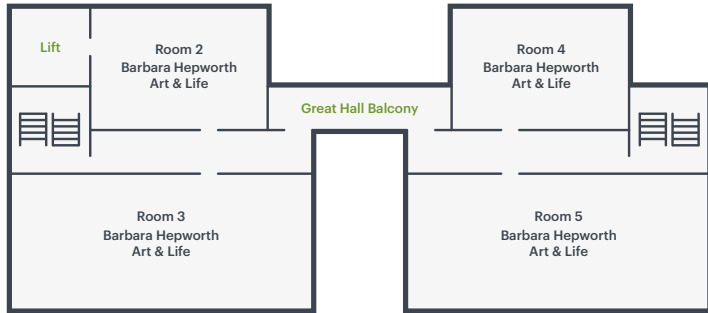 Lift
Room 2
Barbara Hepworth
Art & Life
Room 4
Barbara Hepworth
Art & Life
Great Hall Balcony
Room 3
Barbara Hepworth
Art & Life
Room 5
Barbara Hepworth
Art & Life